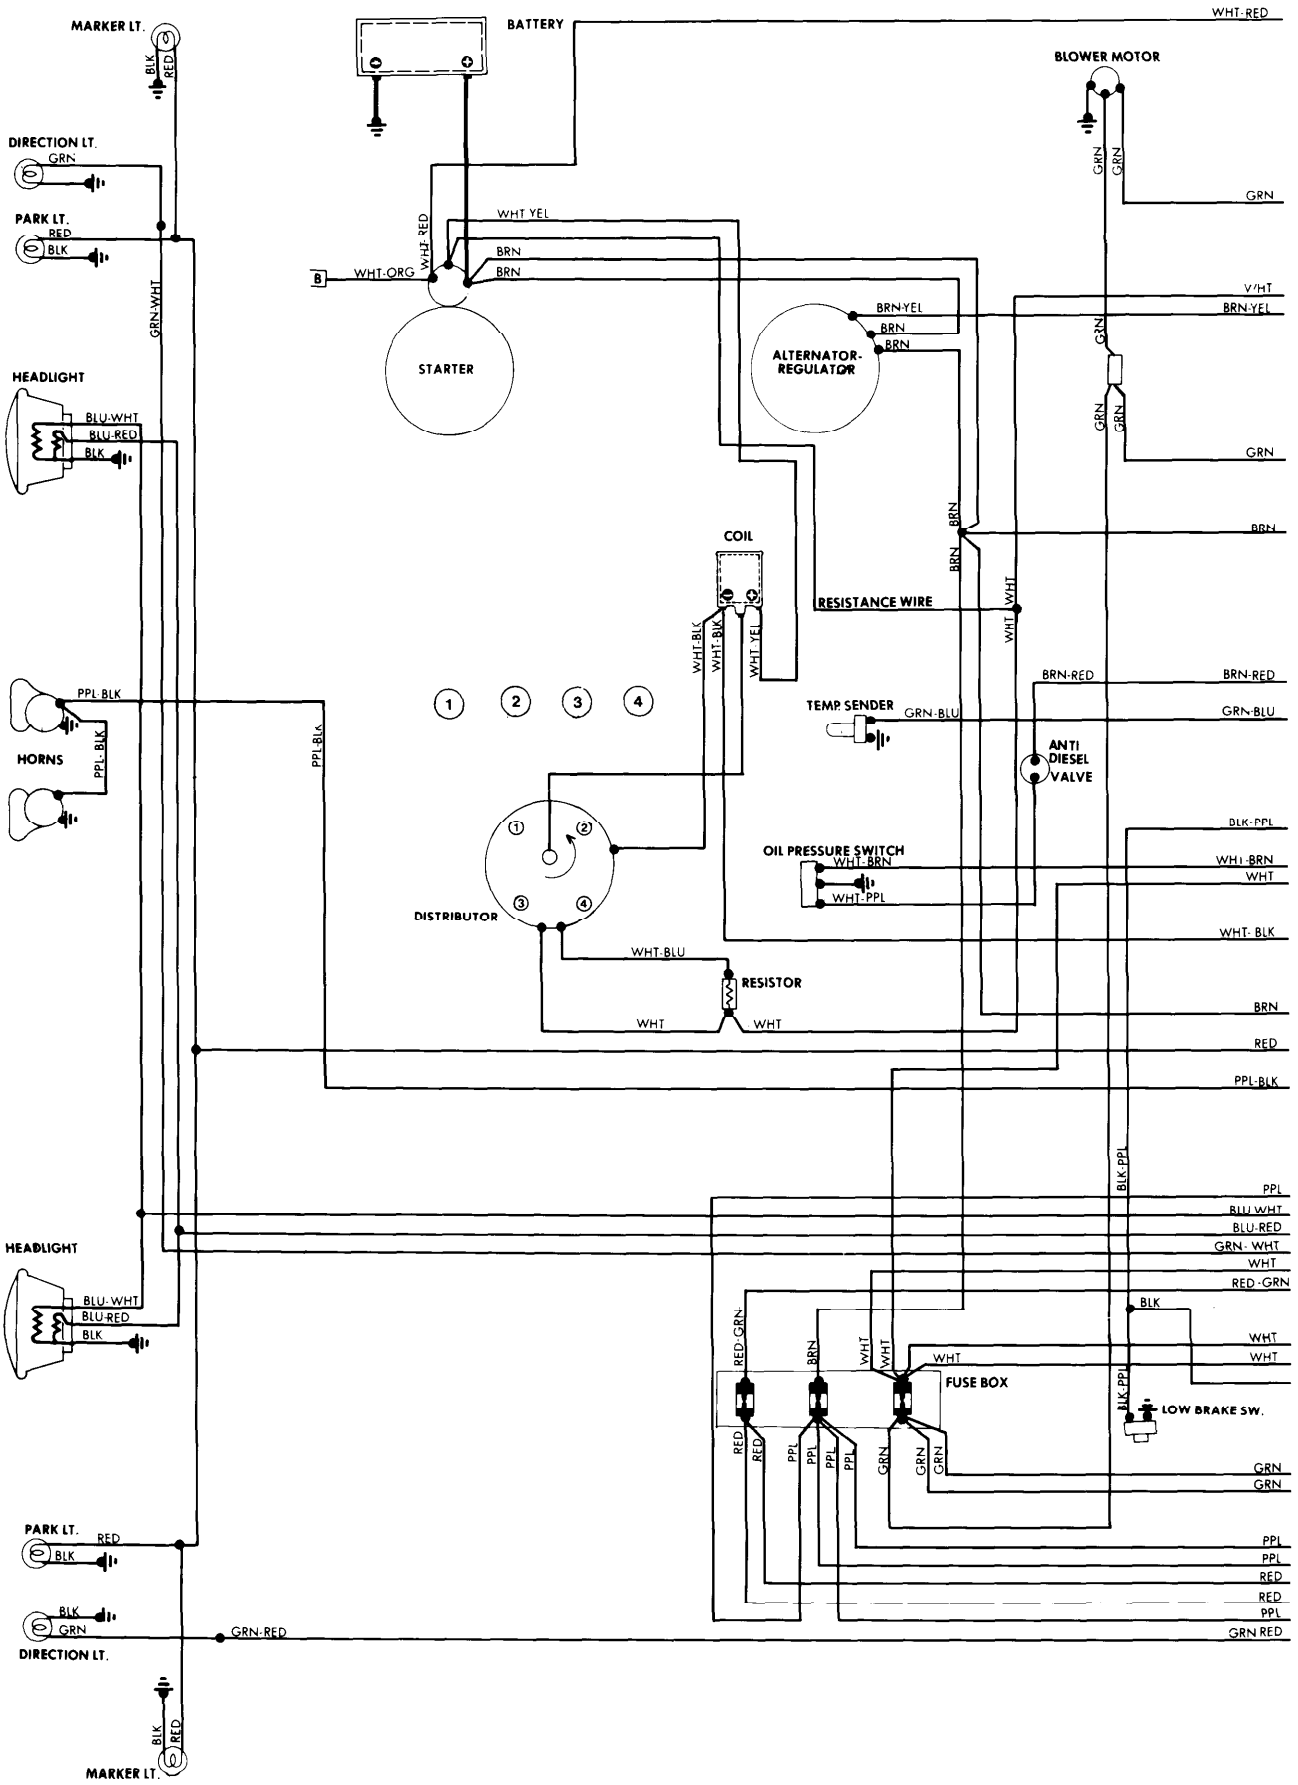 WHT-RED
MARKER LT.
BATTERY
BLK
RED
BLOWER MOTOR
DIRECTION LT.
GRN
GRN
GRN
GRN
PARK LT.
RED
BLK
WHT-RED
WHT YEL
BRN
BRN
B
WHT-ORG
GRN-WHT
WHT
BRN-YEL
BRN-YEL
BRN
BRN
GRN
ALTERNATOR-
REGULATOR
STARTER
HEADLIGHT
BLU-WHT
BLU-RED
BLK
GRN
GRN
GRN
BRN
BRN
BRN
COIL
RESISTANCE WIRE
WHT
WHT
WHT-BLK
WHT-BLK
WHT-YEL
BRN-RED
BRN-RED
PPL-BLK
1
2
3
4
TEMP. SENDER
GRN-BLU
GRN-BLU
PPL-BLK
PPL-BLK
HORNS
ANTI
DIESEL
VALVE
1
2
3
4
DISTRIBUTOR
BLK-PPL
OIL PRESSURE SWITCH
WHT-BRN
WHT-BRN
WHT
WHT-PPL
WHT-BLK
WHT-BLU
RESISTOR
BRN
WHT
WHT
RED
PPL-BLK
BLK-PPL
PPL
BLU WHT
BLU-RED
GRN-WHT
WHT
RED-GRN
HEADLIGHT
BLU-WHT
BLU-RED
BLK
BLK
RED-GRN
BRN
WHT
WHT
WHT
WHT
WHT
FUSE BOX
BLK-PPL
LOW BRAKE SW.
RED
RED
PPL
PPL
PPL
PPL
GRN
GRN
GRN
GRN
GRN
PARK LT.
RED
BLK
PPL
PPL
RED
RED
PPL
BLK
GRN
GRN-RED
GRN RED
DIRECTION LT.
BLK
RED
MARKER LT.